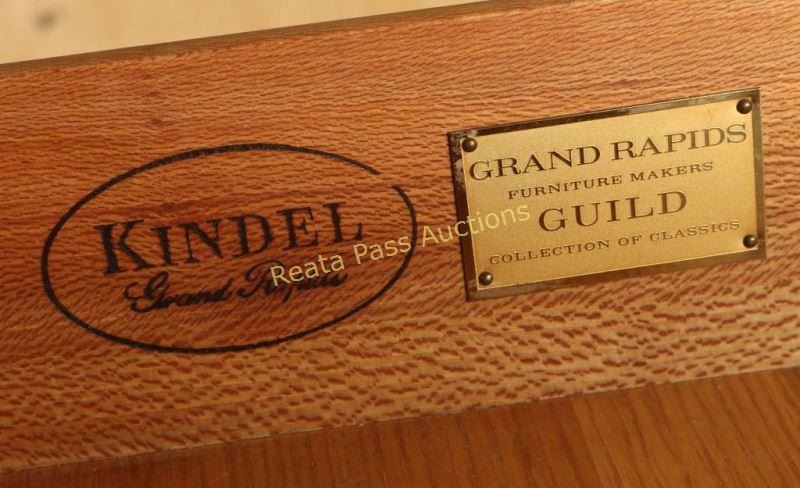 KINDEL
Grand Rapids
GRAND RAPIDS
FURNITURE MAKERS
GUILD
COLLECTION OF CLASSICS
Reata Pass Auctions